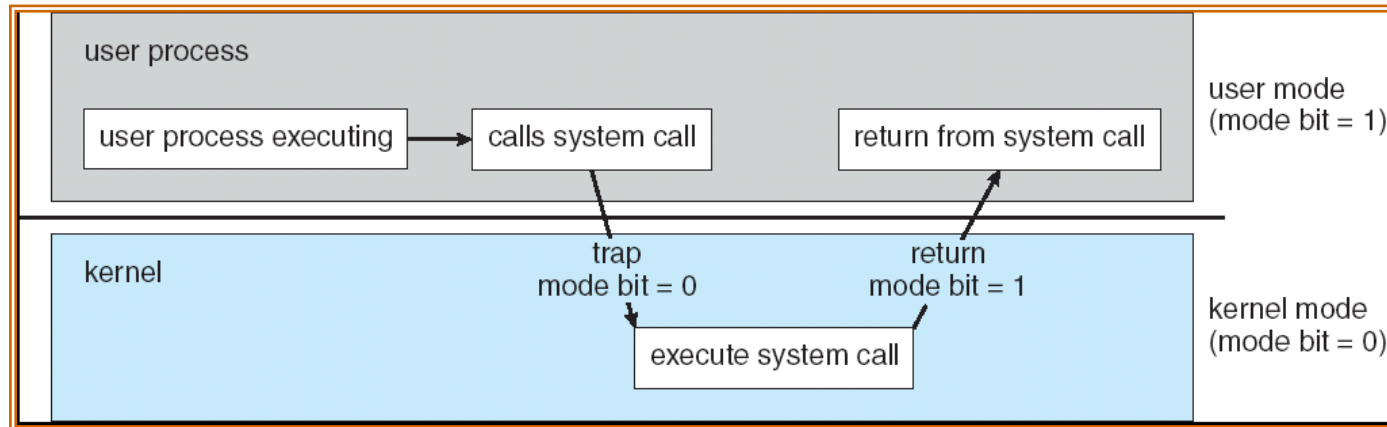 user process
user process executing
calls system call
return from system call
user mode
(mode bit = 1)
kernel
trap
mode bit = 0
return
mode bit = 1
execute system call
kernel mode
(mode bit = 0)